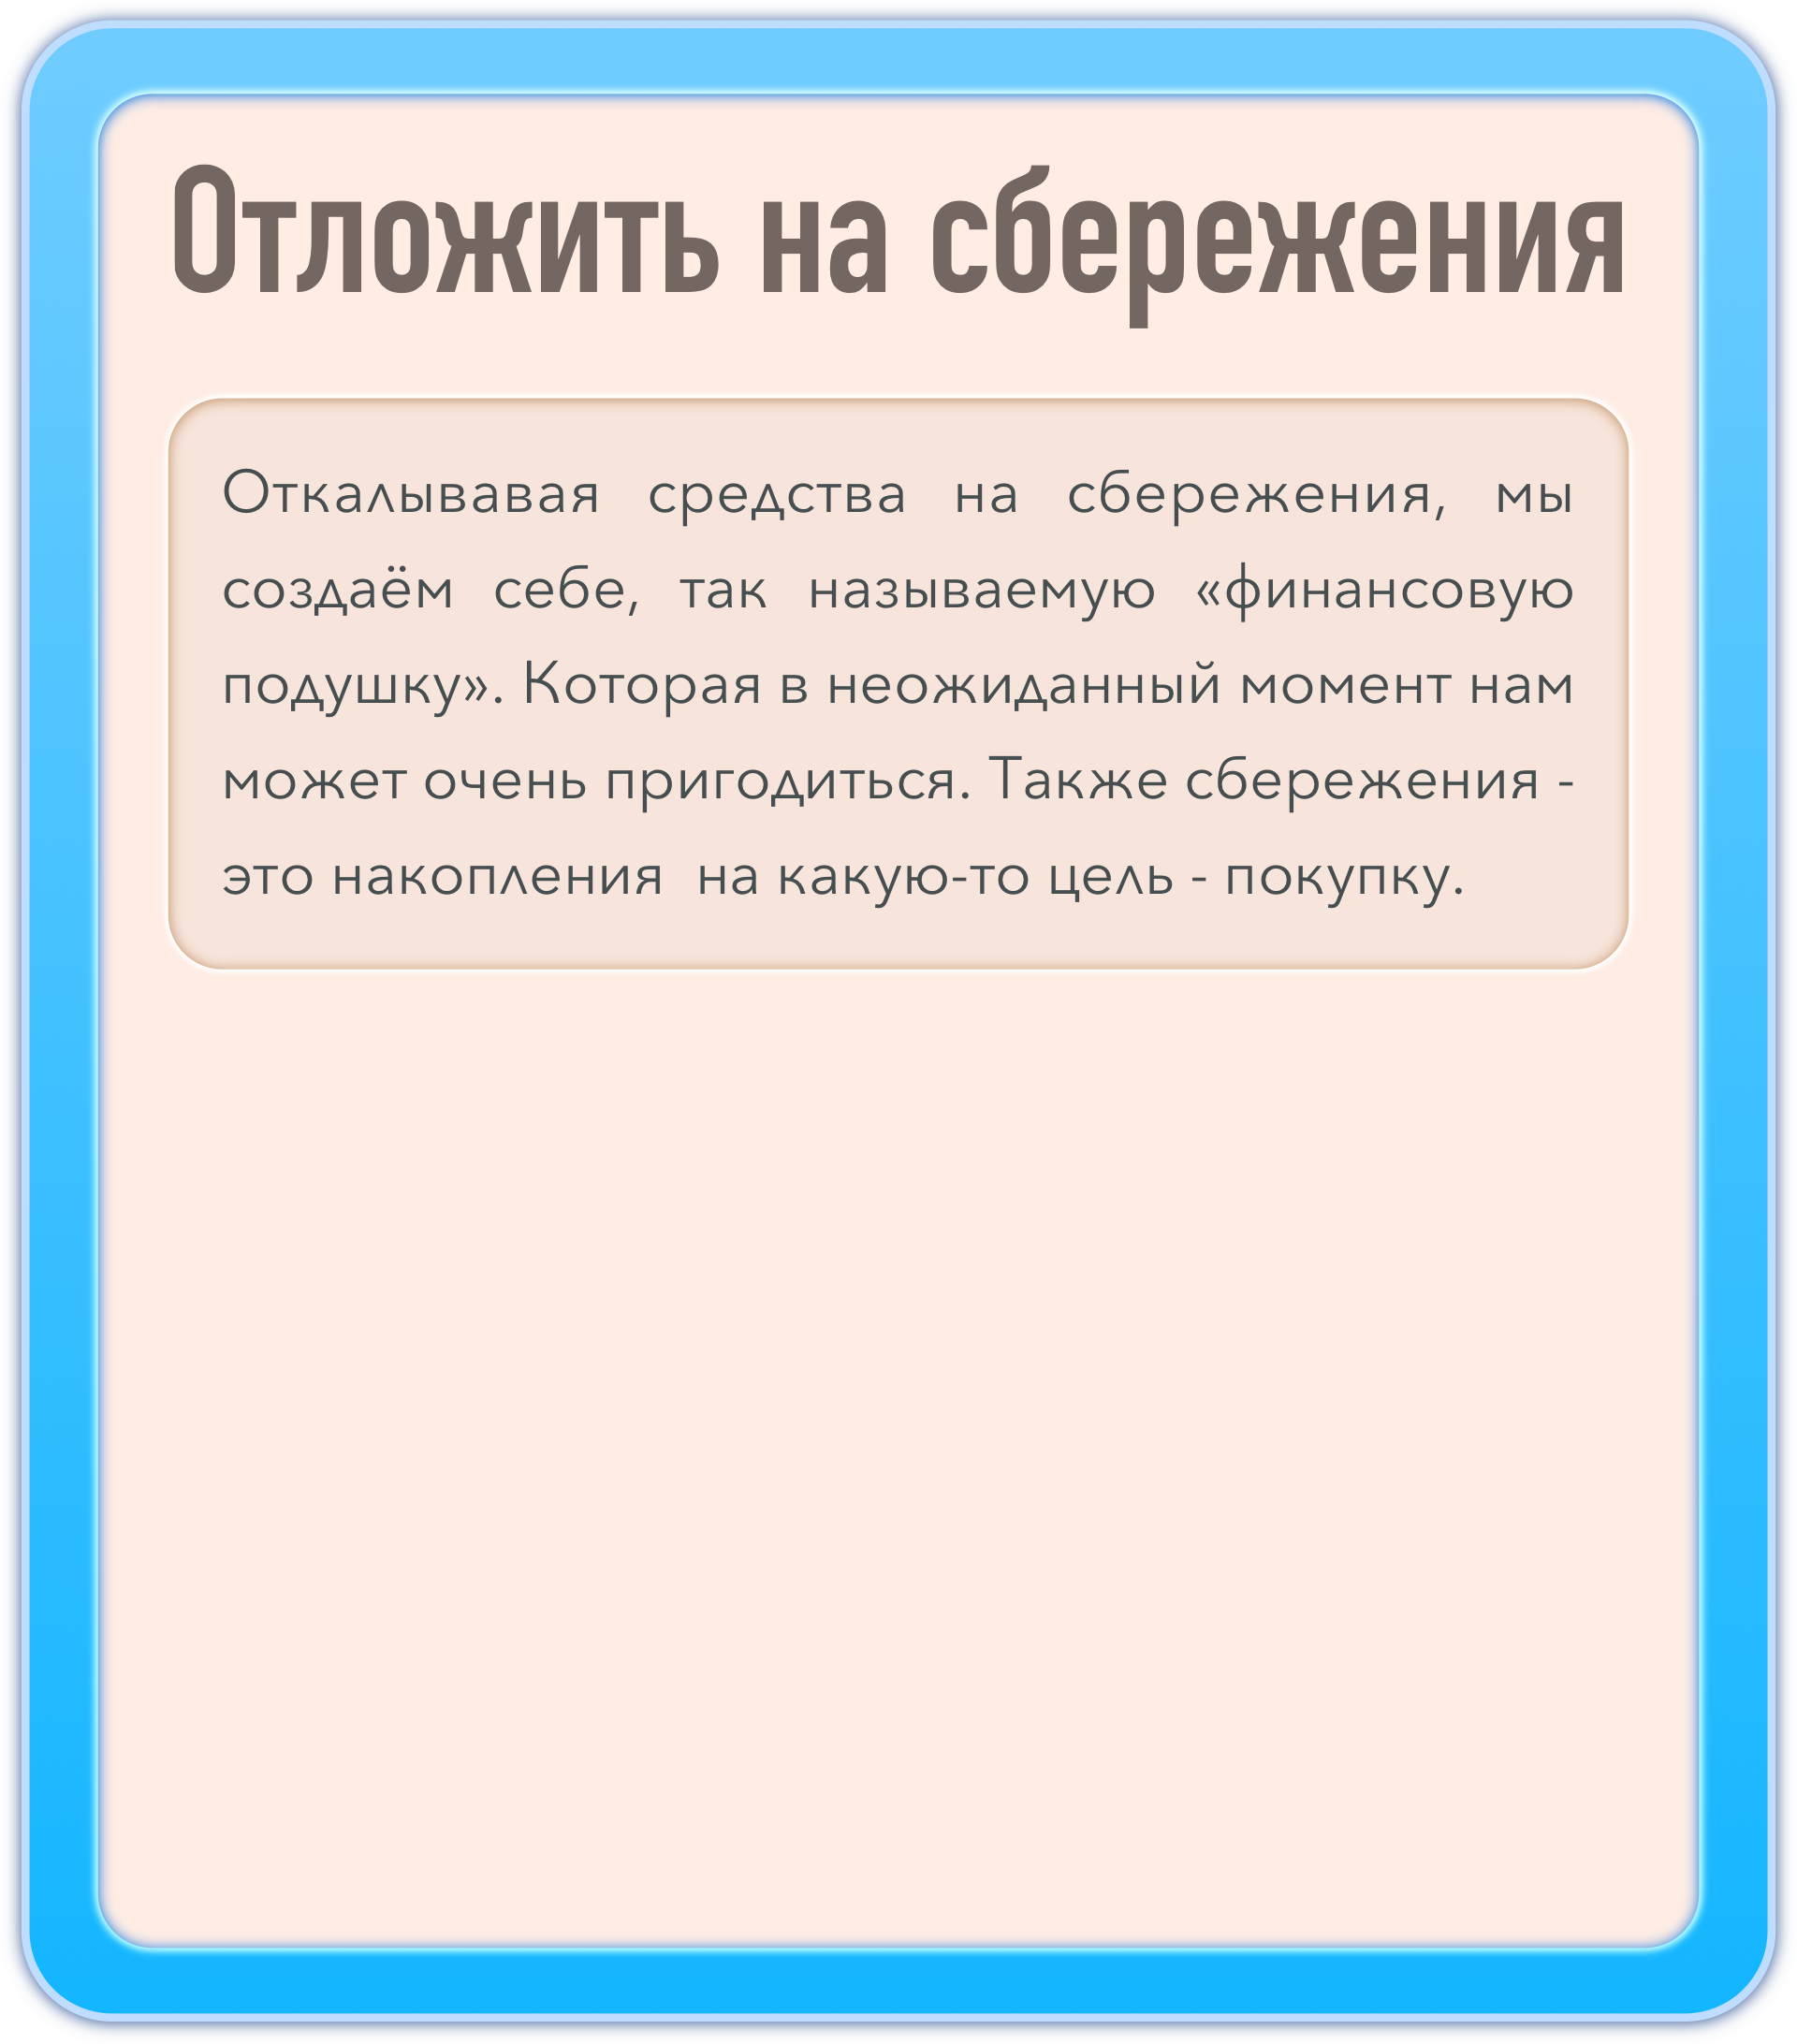 Отложить на сбережения
Откалывавая средства на сбережения, мы
создаём себе, так называемую «финансовую
подушку». Которая в неожиданный момент нам
может очень пригодиться. Также сбережения -
это накопления  на какую-то цель - покупку.